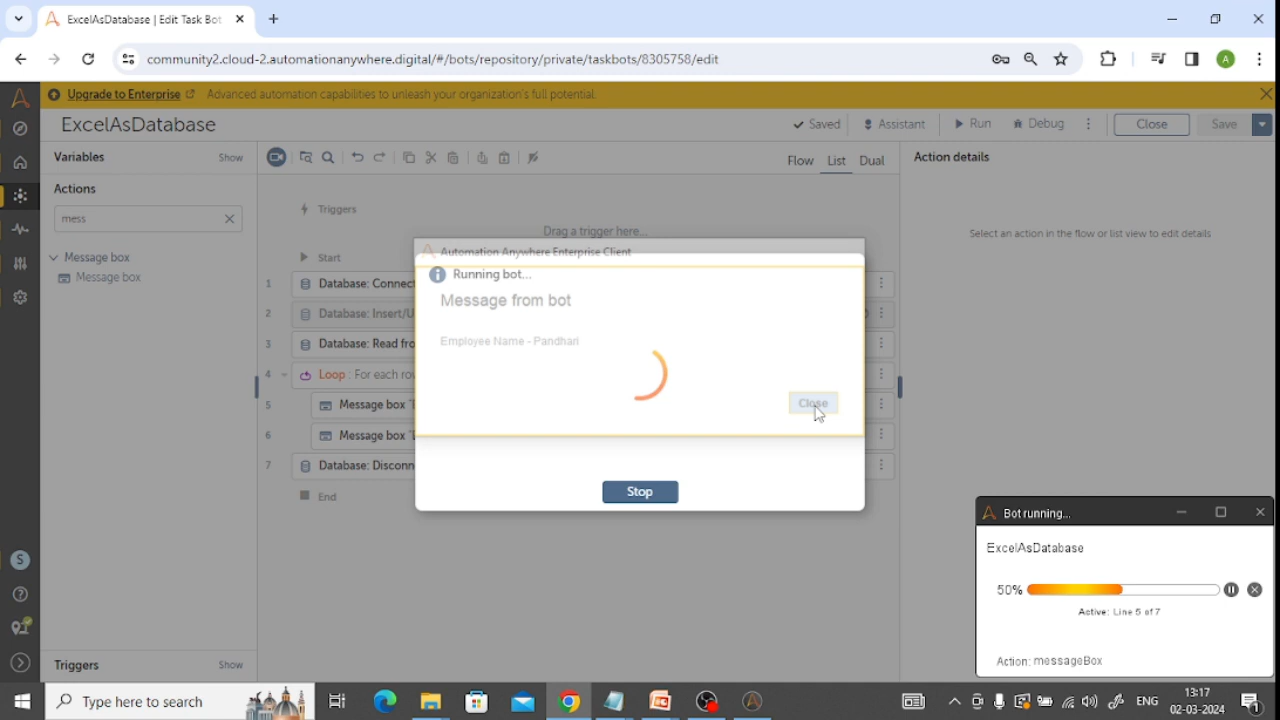 ExcelAsDatabase | Edit Task Bot
community2.cloud-2.automationanywhere.digital/#/bots/repository/private/taskbots/8305758/edit
A
Upgrade to Enterprise Advanced automation capabilities to unleash your organization's full potential.
ExcelAsDatabase
Saved
Assistant
Run
Debug
Close
Save
Variables
Show
Flow
List
Dual
Action details
Actions
mess
Triggers
Drag a trigger here...
Select an action in the flow or list view to edit details
Message box
Message box
Start
1 Database: Connect
2 Database: Insert/U
3 Database: Read fro
4 Loop : For each row
5 Message box
6 Message box
7 Database: Disconn
End
Automation Anywhere Enterprise Client
Running bot...
Message from bot
Employee Name - Pandhari
Close
Stop
Bot running...
ExcelAsDatabase
50%
Active: Line 5 of 7
Action: messageBox
S
Triggers
Show
Type here to search
ENG
13:17
02-03-2024
1